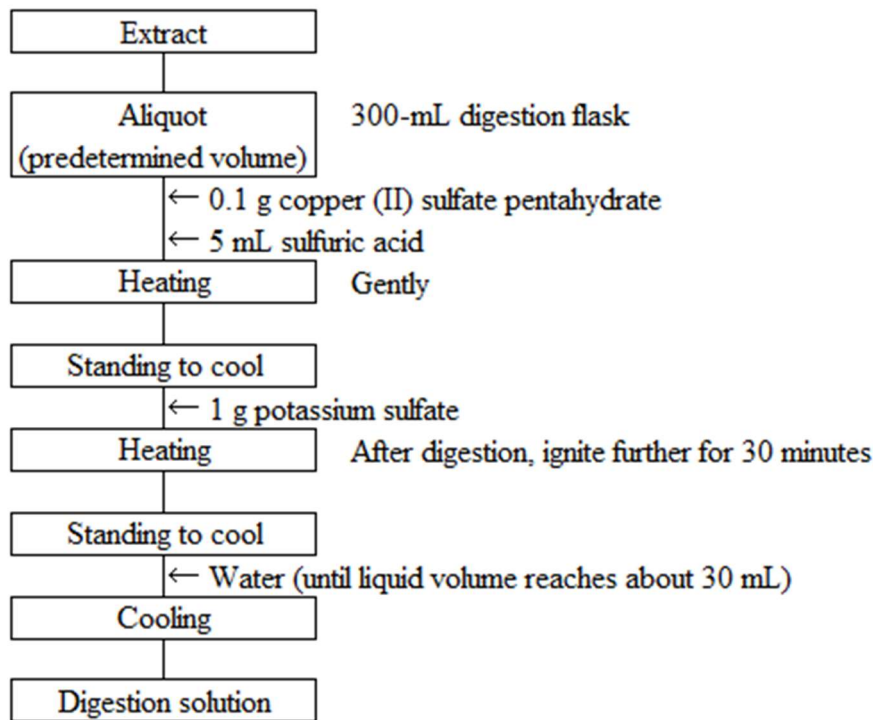 Extract
Aliquot
(predetermined volume)
300-mL digestion flask
← 0.1 g copper (II) sulfate pentahydrate
← 5 mL sulfuric acid
Heating
Gently
Standing to cool
← 1 g potassium sulfate
Heating
After digestion, ignite further for 30 minutes
Standing to cool
← Water (until liquid volume reaches about 30 mL)
Cooling
Digestion solution